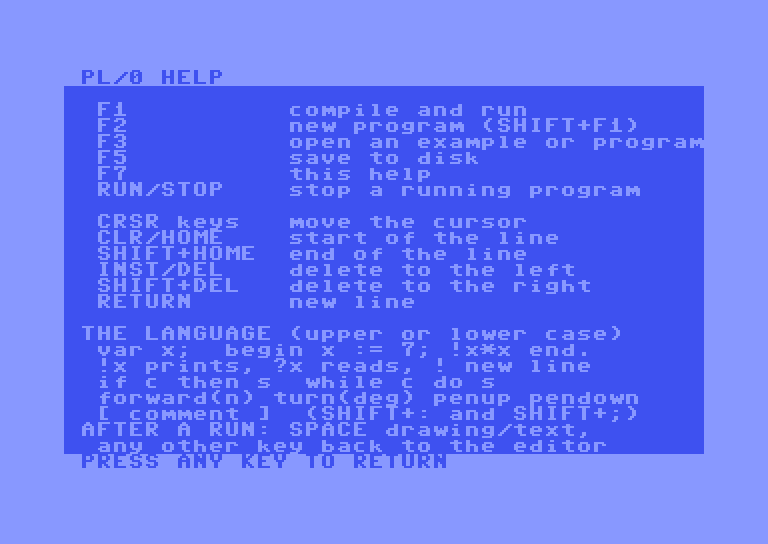 PL/0 HELP
F1 compile and run
F2 new program (SHIFT+F1)
F3 open an example or program
F5 save to disk
F7 this help
RUN/STOP stop a running program
CRSR keys move the cursor
CLR/HOME start of the line
SHIFT+HOME end of the line
INST/DEL delete to the left
SHIFT+DEL delete to the right
RETURN new line
THE LANGUAGE (upper or lower case)
var x; begin x := 7; !x*x end.
!x prints, ?x reads, ! new line
if c then s while c do s
forward(n) turn(deg) penup pendown
[ comment ] (SHIFT+: and SHIFT+;)
AFTER A RUN: SPACE drawing/text,
any other key back to the editor
PRESS ANY KEY TO RETURN